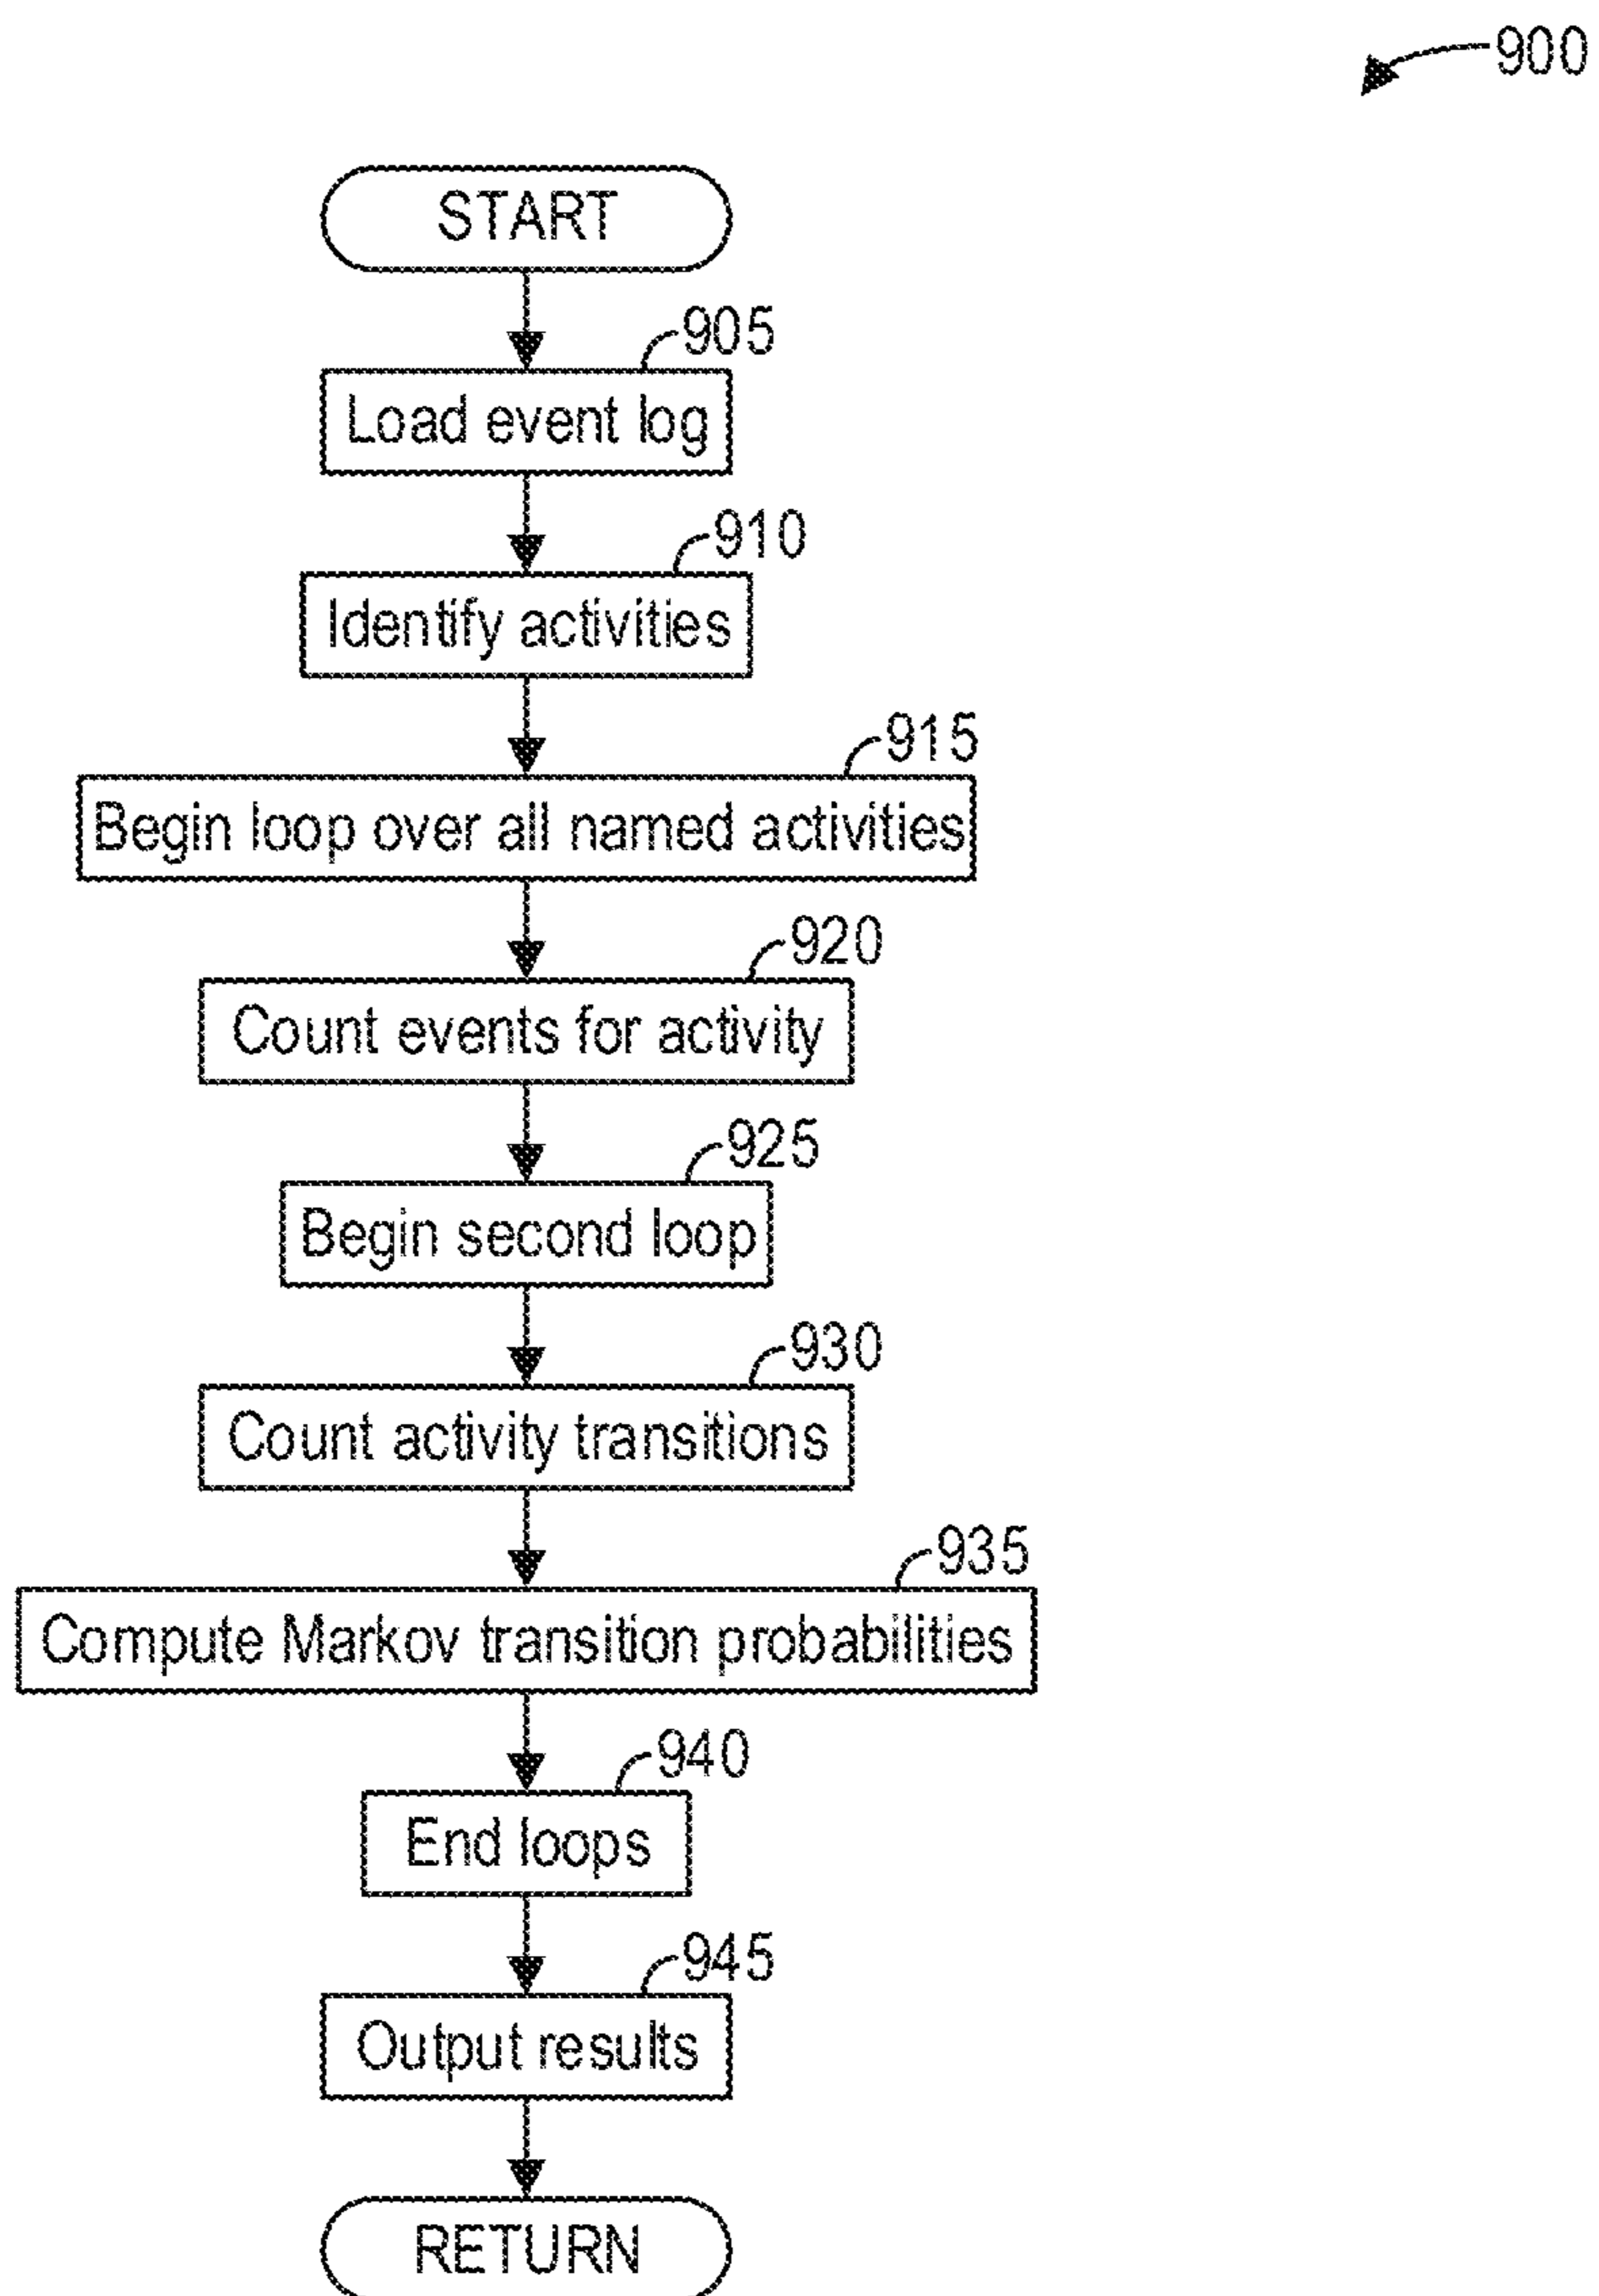 900
START
905
Load event log
910
Identify activities
915
Begin loop over all named activities
920
Count events for activity
925
Begin second loop
930
Count activity transitions
935
Compute Markov transition probabilities
940
End loops
945
Output results
RETURN